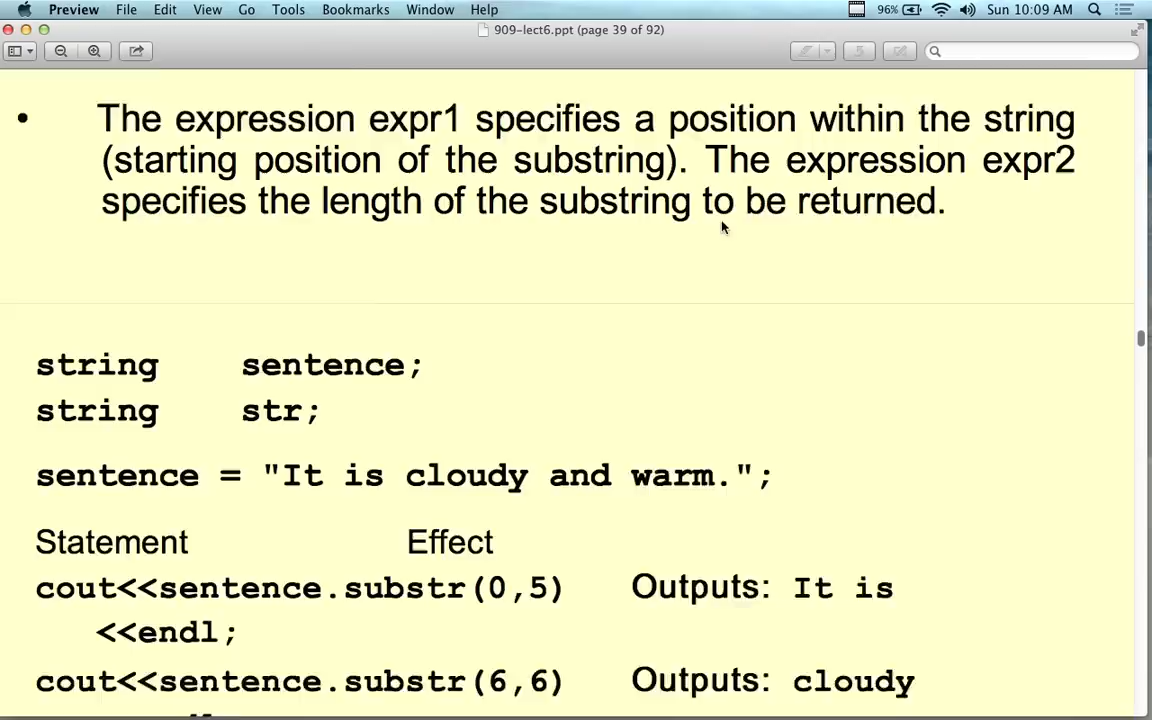 Preview File Edit View Go Tools Bookmarks Window Help 96% Sun 10:09 AM
909-lect6.ppt (page 39 of 92)
• The expression expr1 specifies a position within the string
(starting position of the substring). The expression expr2
specifies the length of the substring to be returned.
string sentence;
string str;
sentence = "It is cloudy and warm.";
Statement Effect
cout<<sentence.substr(0,5) Outputs: It is
<<endl;
cout<<sentence.substr(6,6) Outputs: cloudy